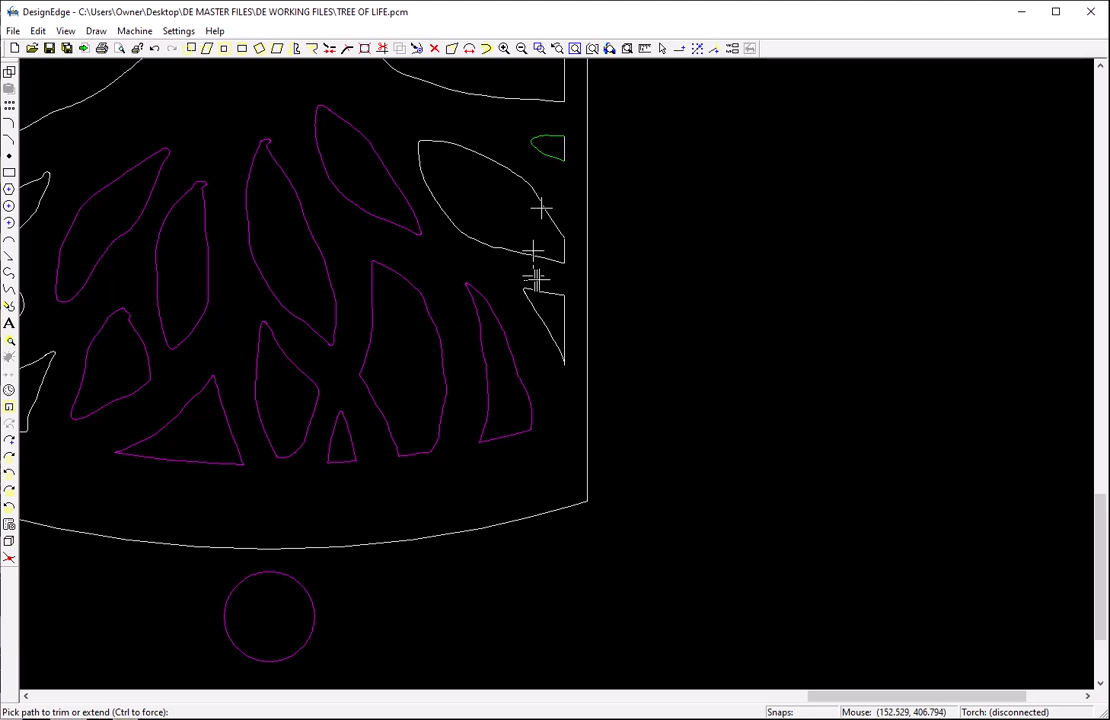 DesignEdge - C:\Users\Owner\Desktop\DE MASTER FILES\DE WORKING FILES\TREE OF LIFE.pcm
File Edit View Draw Machine Settings Help
A
Pick path to trim or extend (Ctrl to force): Snaps: Mouse: (152.529, 406.794) Torch: (disconnected)